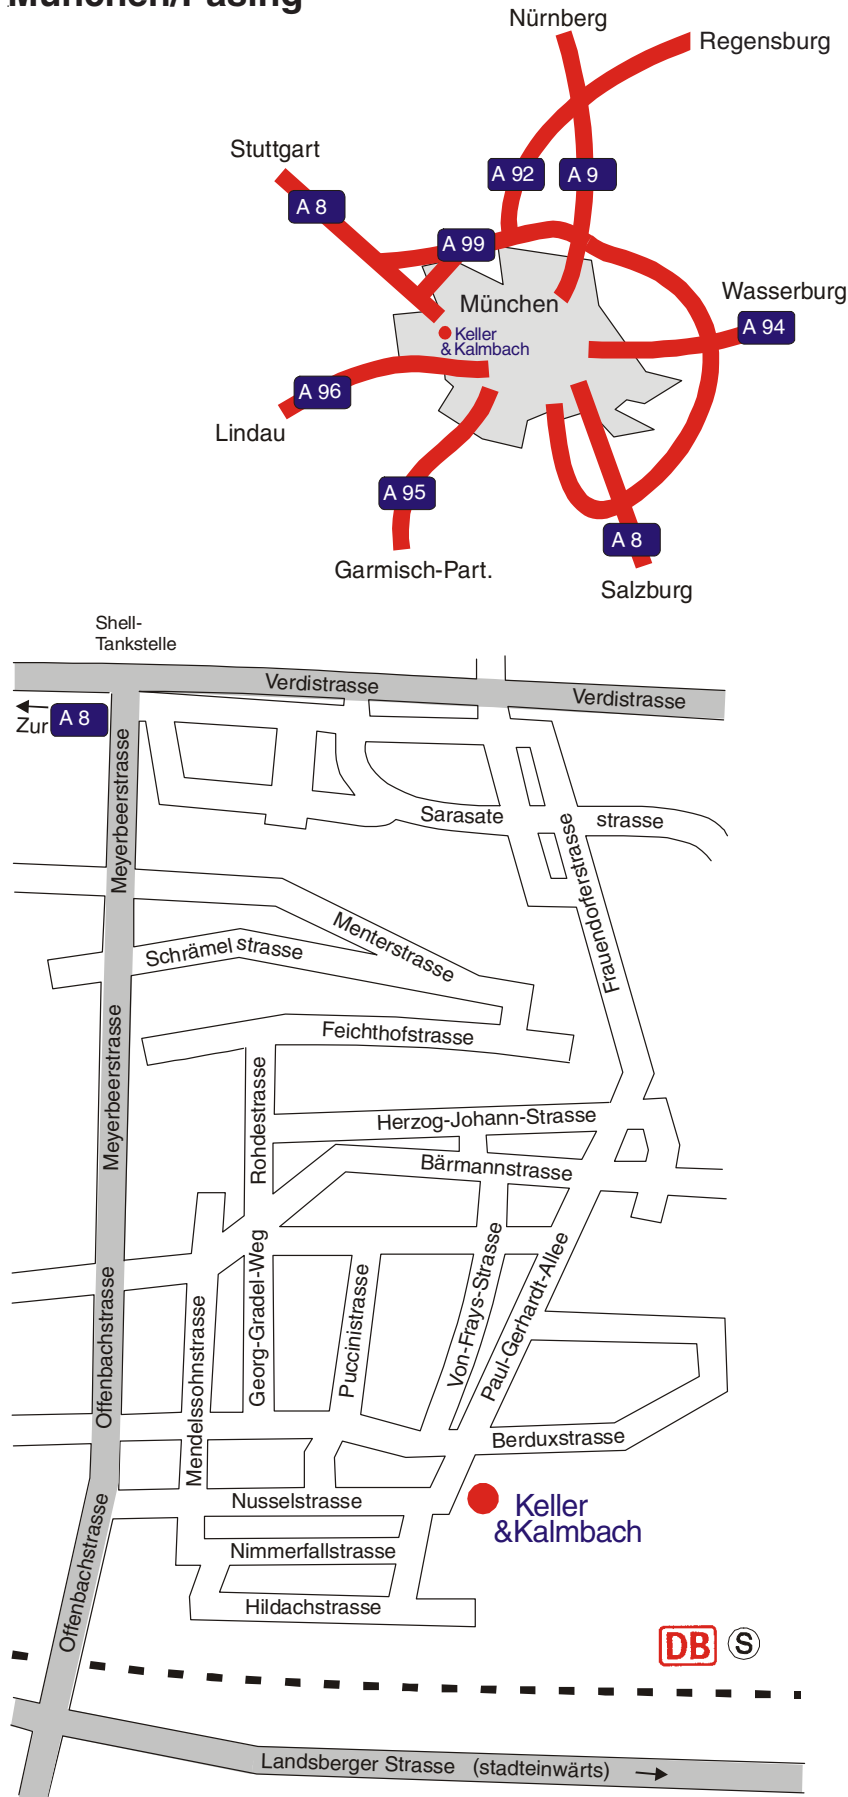 München/Pasing
Nürnberg
Regensburg
Stuttgart
A 92
A 9
A 8
A 99
Wasserburg
München
A 94
Keller
& Kalmbach
A 96
Lindau
A 95
A 8
Garmisch-Part.
Salzburg
Shell-
Tankstelle
Verdistrasse
Verdistrasse
Zur A 8
Meyerbeerstrasse
Sarasate strasse
Frauendorferstrasse
Menterstrasse
Schrämelstrasse
Feichthofstrasse
Meyerbeerstrasse
Rohdestrasse
Herzog-Johann-Strasse
Bärmannstrasse
Georg-Gradel-Weg
Von-Frays-Strasse
Paul-Gerhardt-Allee
Puccinistrasse
Offenbachstrasse
Mendelssohnstrasse
Berduxstrasse
Nusselstrasse
Keller
&Kalmbach
Offenbachstrasse
Nimmerfallstrasse
Hildachstrasse
DB S
Landsberger Strasse (stadteinwärts)